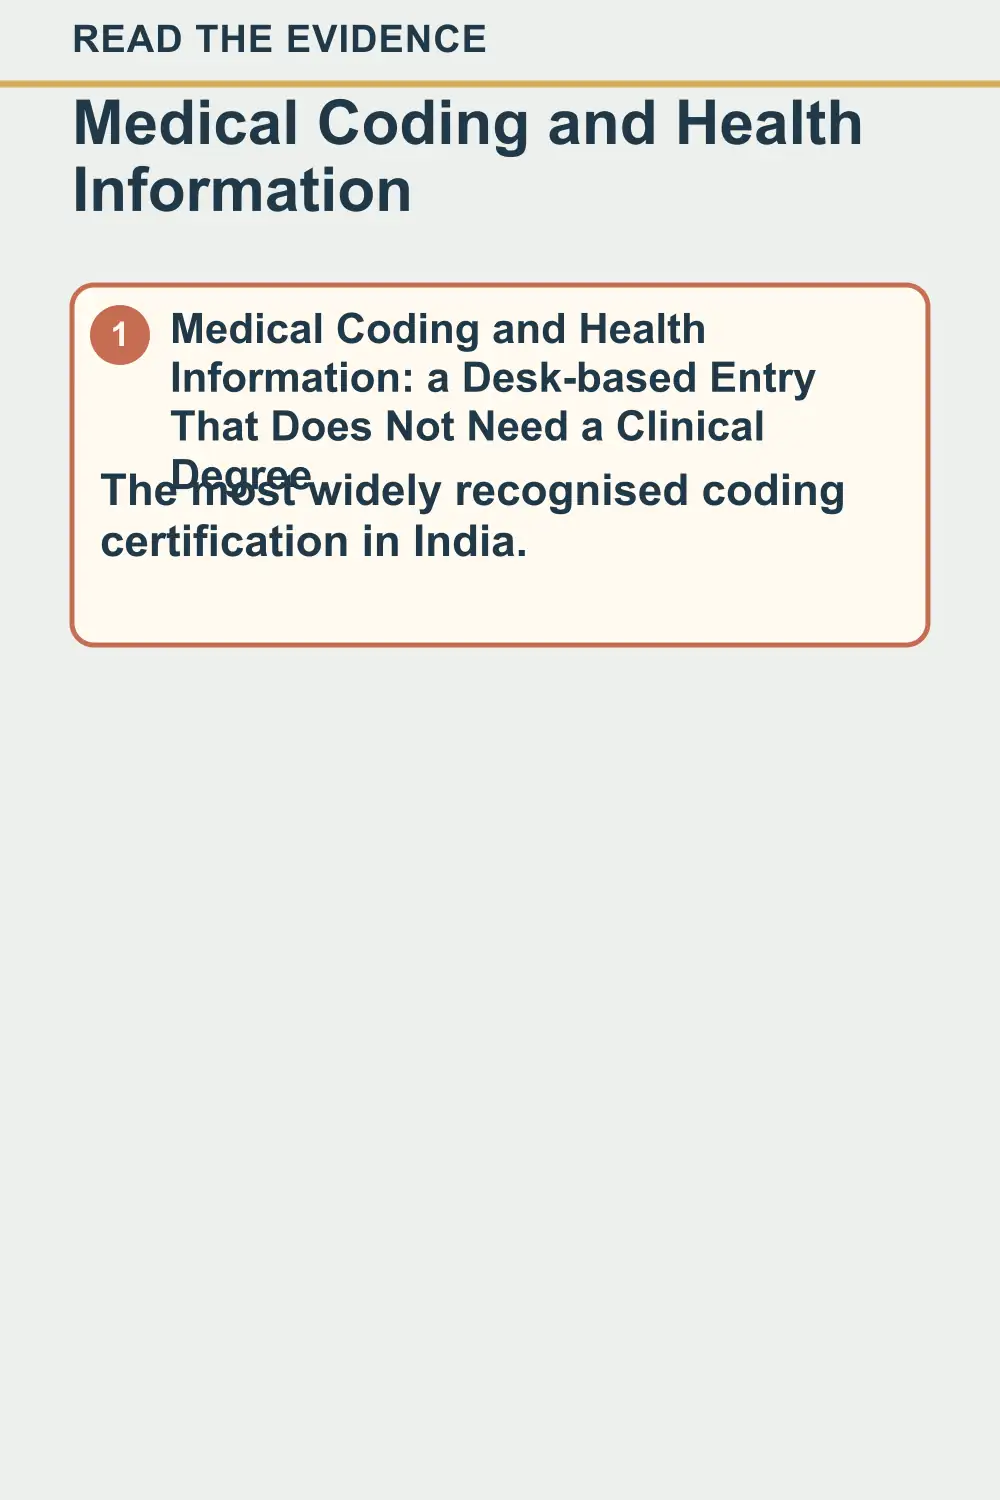 READ THE EVIDENCE
Medical Coding and Health
Information
1
Medical Coding and Health
Information: a Desk-based Entry
That Does Not Need a Clinical
Degree
The most widely recognised coding
certification in India.